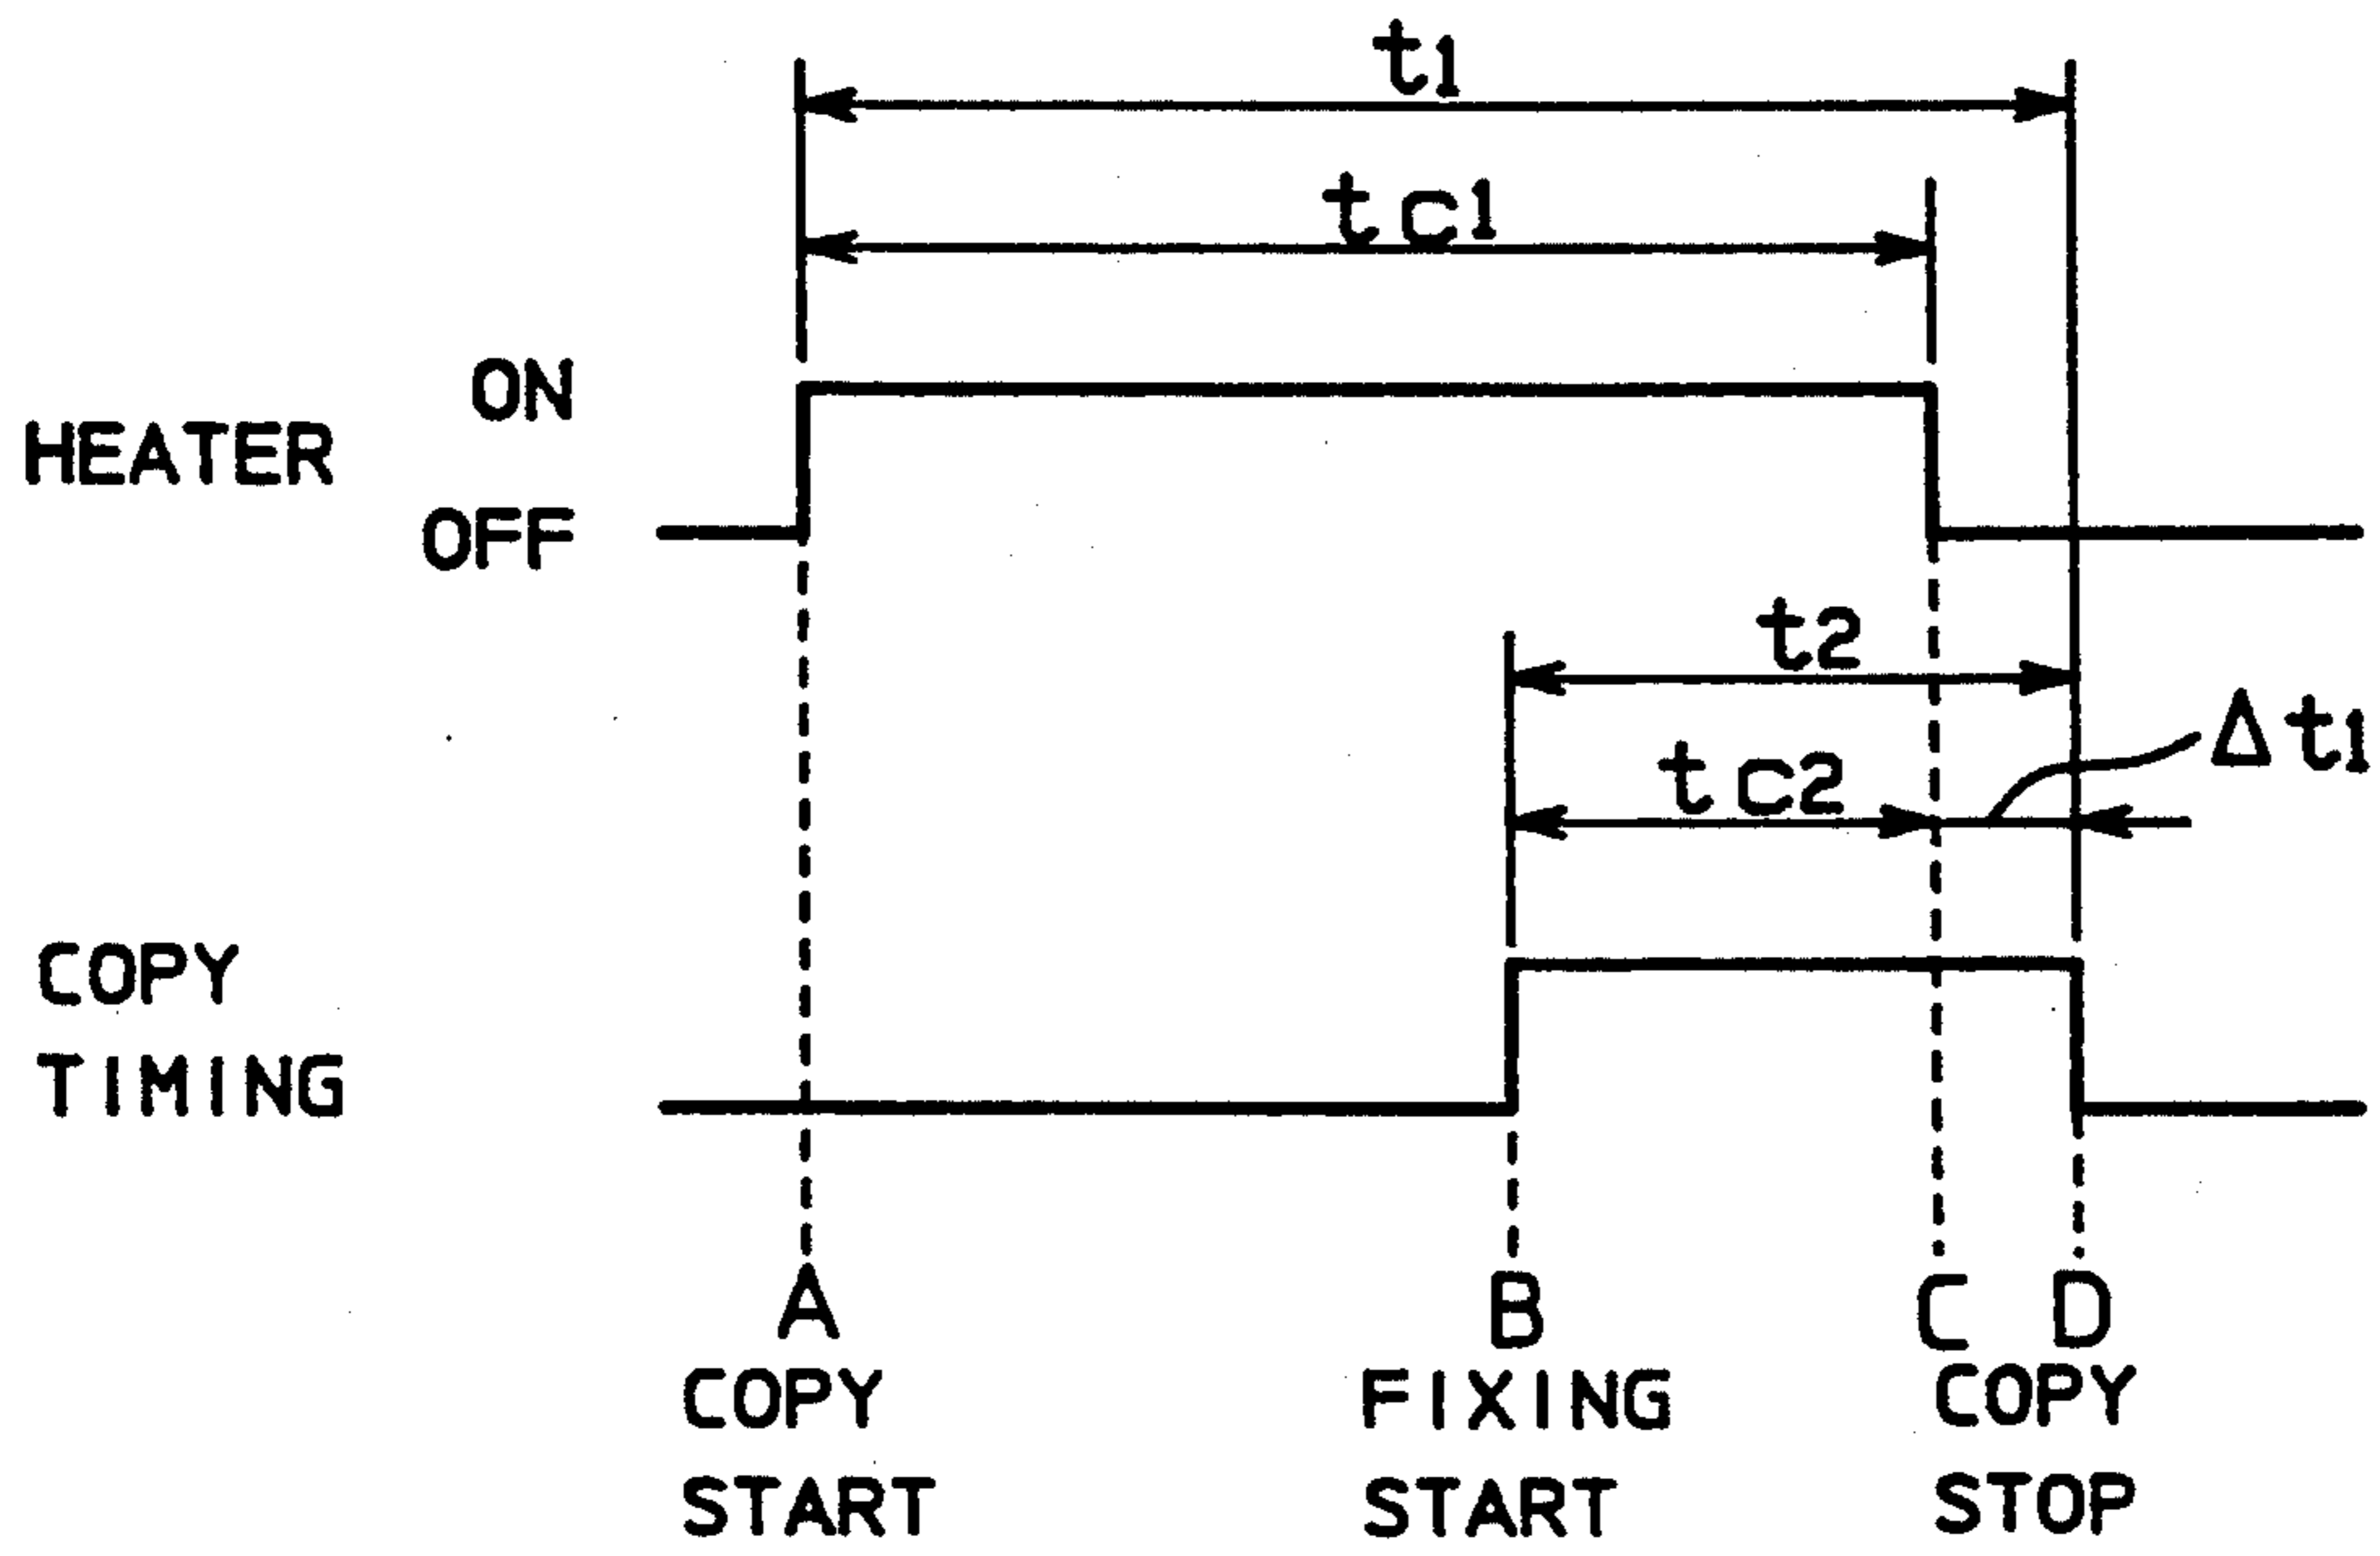 t1
tc1
ON
HEATER
OFF
t2
Δt1
tc2
COPY
TIMING
A
B
C
D
COPY
START
FIXING
START
COPY
STOP